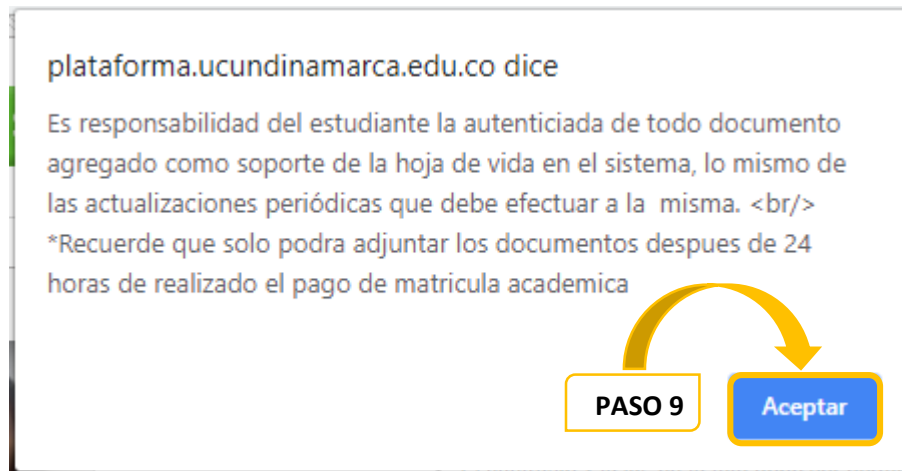 plataforma.ucundinamarca.edu.co dice
Es responsabilidad del estudiante la autenticiada de todo documento
agregado como soporte de la hoja de vida en el sistema, lo mismo de
las actualizaciones periódicas que debe efectuar a la  misma. <br/>
*Recuerde que solo podra adjuntar los documentos despues de 24
horas de realizado el pago de matricula academica
PASO 9
Aceptar